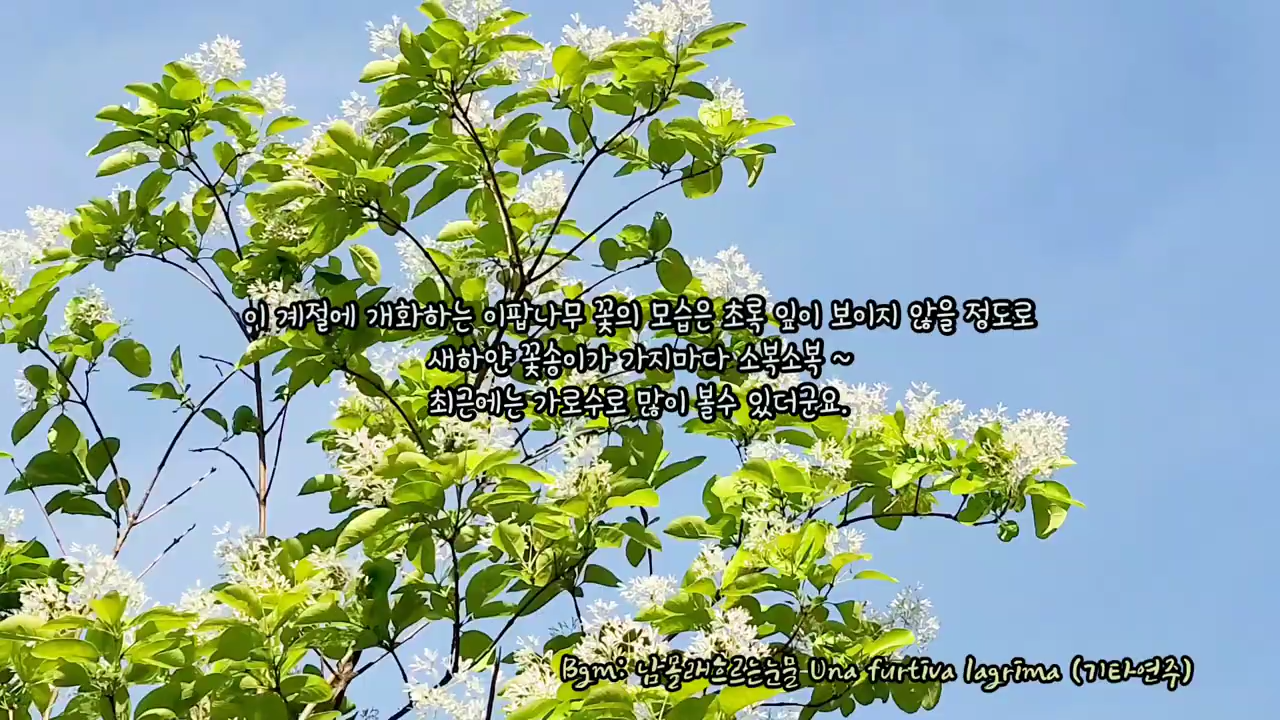 이 계절에 개화하는 이팝나무 꽃의 모습은 초록 잎이 보이지 않을 정도로
새하얀 꽃송이가 가지마다 소복소복 ~
최근에는 가로수로 많이 볼수 있더군요.
Bgm: 남몰래흐르는눈물 Una furtiva lagrima (기타연주)